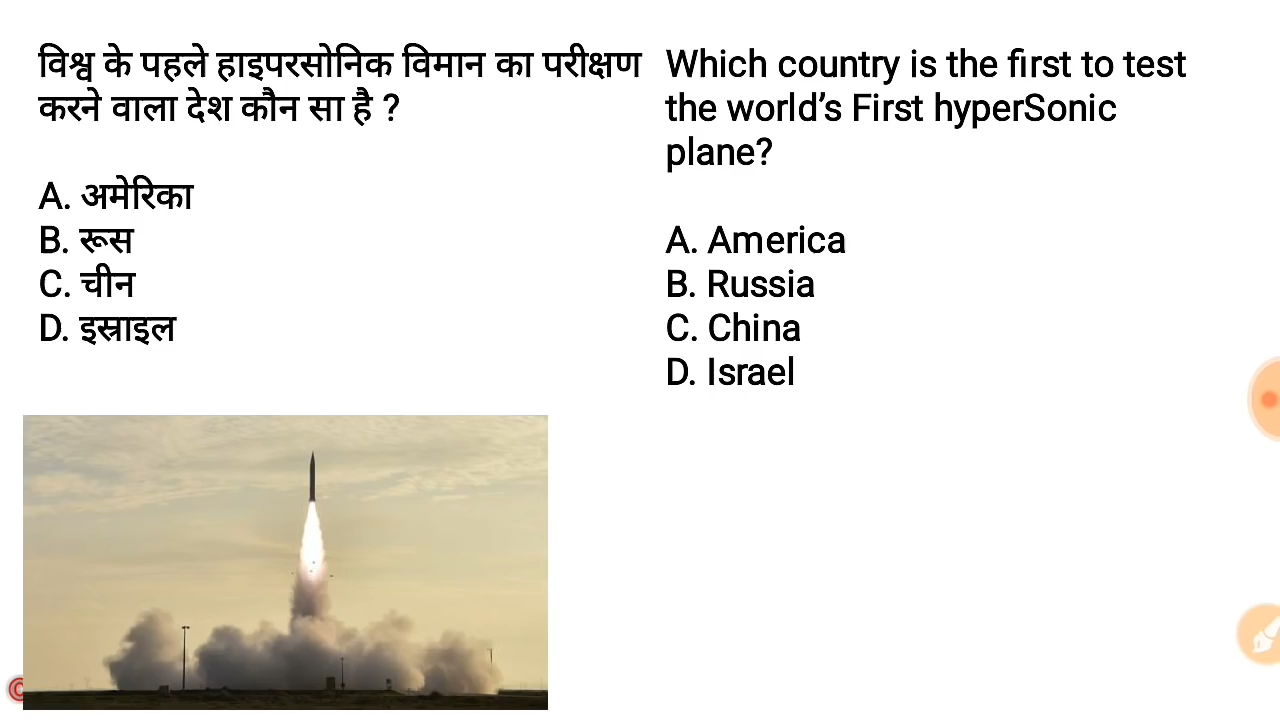 विश्व के पहले हाइपरसोनिक विमान का परीक्षण
करने वाला देश कौन सा है ?
A. अमेरिका
B. रूस
C. चीन
D. इस्राइल
Which country is the first to test
the world’s First hyperSonic
plane?
A. America
B. Russia
C. China
D. Israel